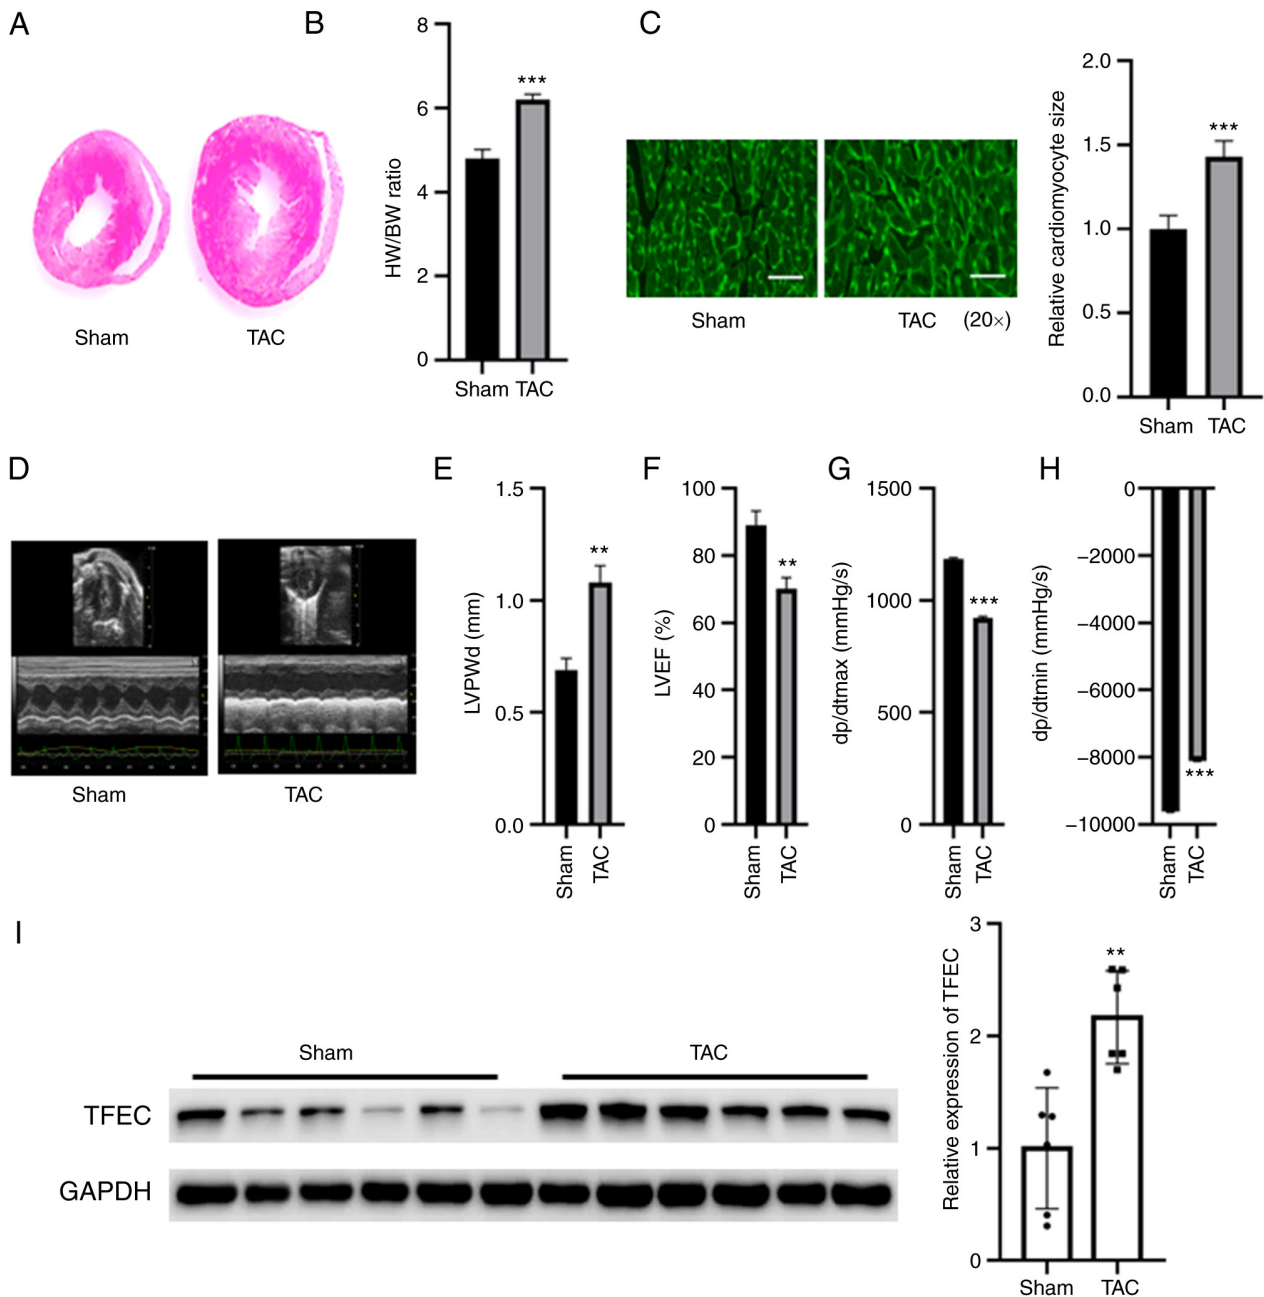 A
B
C
Sham
TAC
8
6
4
2
0
HW/BW ratio
***
Sham TAC
Sham
TAC
(20×)
2.0
1.5
1.0
0.5
0.0
Relative cardiomyocyte size
***
Sham TAC
D
E
F
G
H
Sham
TAC
1.5
1.0
0.5
0.0
LVPWd (mm)
**
Sham
TAC
100
80
60
40
20
0
LVEF (%)
**
Sham
TAC
1500
1000
500
0
dp/dtmax (mmHg/s)
***
Sham
TAC
0
−2000
−4000
−6000
−8000
−10000
dp/dtmin (mmHg/s)
***
Sham
TAC
I
Sham
TAC
TFEC
GAPDH
3
2
1
0
Relative expression of TFEC
**
Sham
TAC